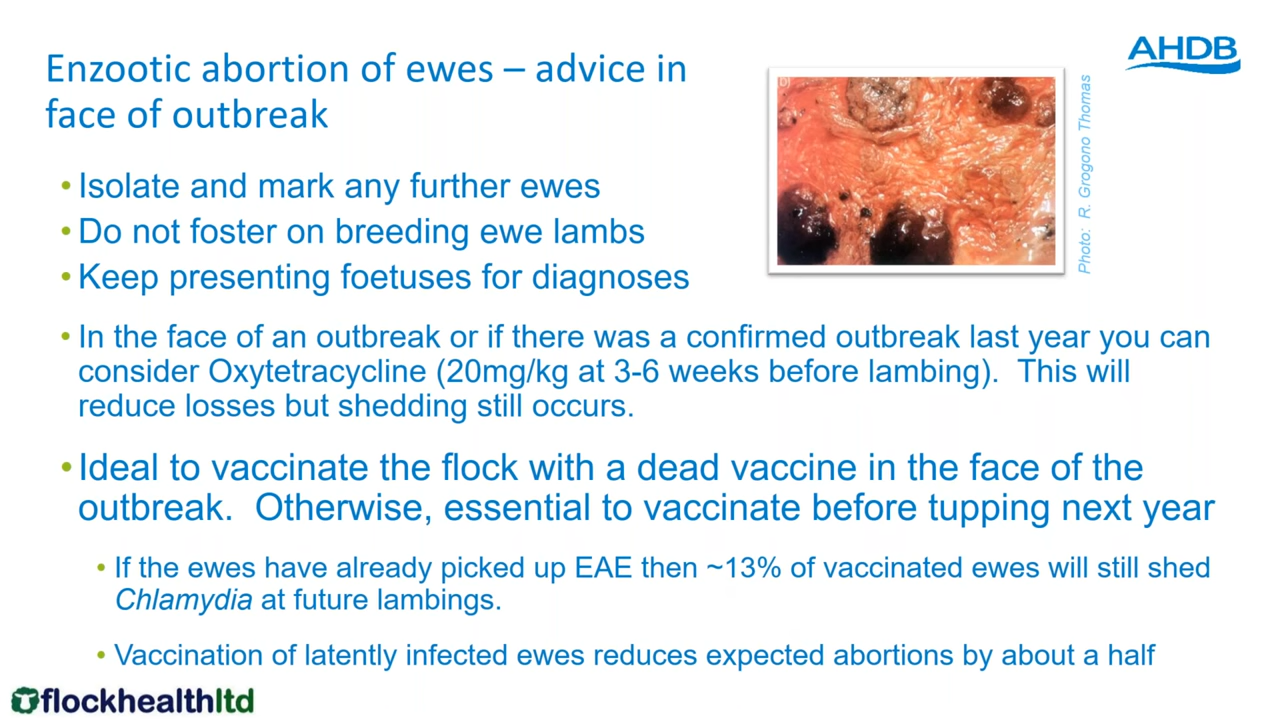 AHDB
Enzootic abortion of ewes – advice in
face of outbreak
Photo: R. Grogono Thomas
• Isolate and mark any further ewes
• Do not foster on breeding ewe lambs
• Keep presenting foetuses for diagnoses
• In the face of an outbreak or if there was a confirmed outbreak last year you can
consider Oxytetracycline (20mg/kg at 3-6 weeks before lambing). This will
reduce losses but shedding still occurs.
• Ideal to vaccinate the flock with a dead vaccine in the face of the
outbreak. Otherwise, essential to vaccinate before tupping next year
• If the ewes have already picked up EAE then ~13% of vaccinated ewes will still shed
Chlamydia at future lambings.
• Vaccination of latently infected ewes reduces expected abortions by about a half
flockhealthltd